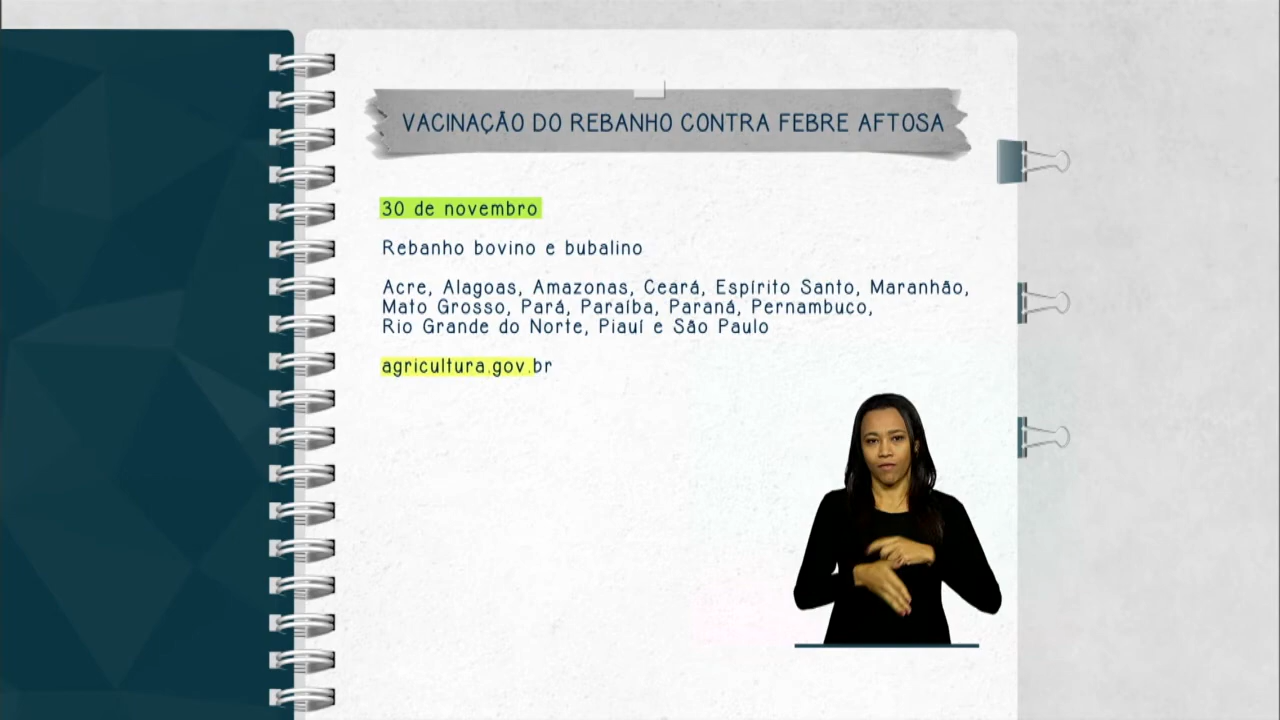 VACINAÇÃO DO REBANHO CONTRA FEBRE AFTOSA
30 de novembro
Rebanho bovino e bubalino
Acre, Alagoas, Amazonas, Ceará, Espírito Santo, Maranhão,
Mato Grosso, Pará, Paraíba, Paraná, Pernambuco,
Rio Grande do Norte, Piauí e São Paulo
agricultura.gov.br